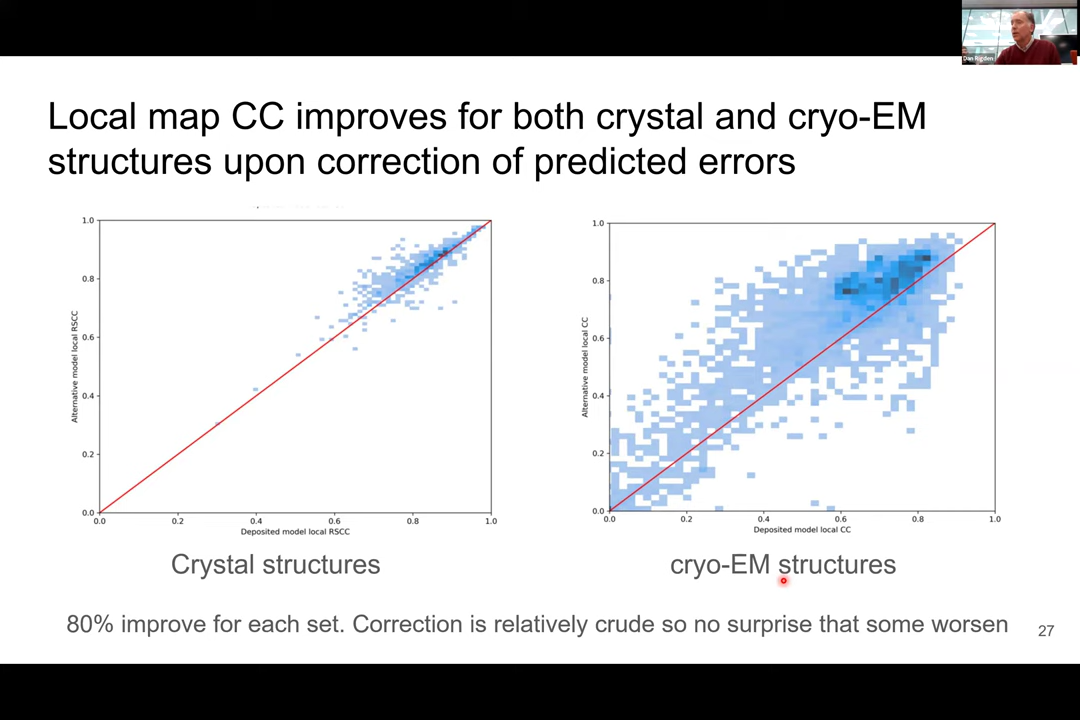 Dan Rigden
Local map CC improves for both crystal and cryo-EM
structures upon correction of predicted errors
1.0
0.8
0.6
0.4
0.2
0.0
0.0 0.2 0.4 0.6 0.8 1.0
Alternative model local RSCC
Deposited model local RSCC
Crystal structures
1.0
0.8
0.6
0.4
0.2
0.0
0.0 0.2 0.4 0.6 0.8 1.0
Alternative model local CC
Deposited model local CC
cryo-EM structures
80% improve for each set. Correction is relatively crude so no surprise that some worsen
27